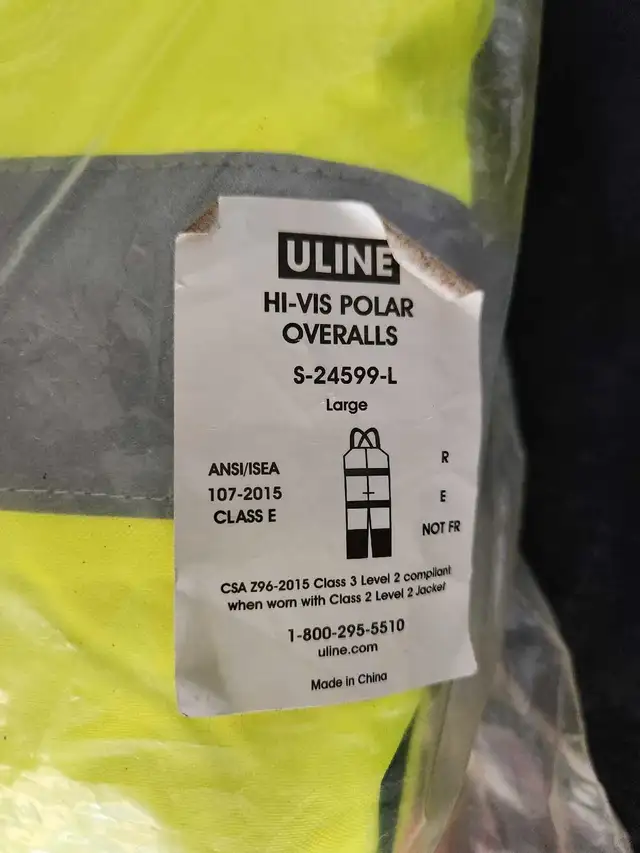 ULINE
HI-VIS POLAR
OVERALLS
S-24599-L
Large
ANSI/ISEA
107-2015
CLASS E
R
E
NOT FR
CSA Z96-2015 Class 3 Level 2 compliant
when worn with Class 2 Level 2 Jacket
1-800-295-5510
uline.com
Made in China